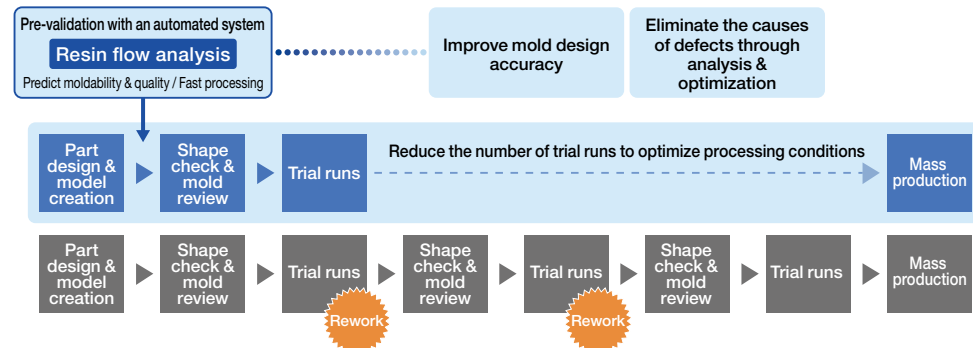 Pre-validation with an automated system
Resin flow analysis
Predict moldability & quality / Fast processing
Improve mold design
accuracy
Eliminate the causes
of defects through
analysis &
optimization
Part
design &
model
creation
Shape
check &
mold
review
Trial runs
Reduce the number of trial runs to optimize processing conditions
Mass
production
Part
design &
model
creation
Shape
check &
mold
review
Trial runs
Rework
Shape
check &
mold
review
Trial runs
Rework
Shape
check &
mold
review
Trial runs
Mass
production